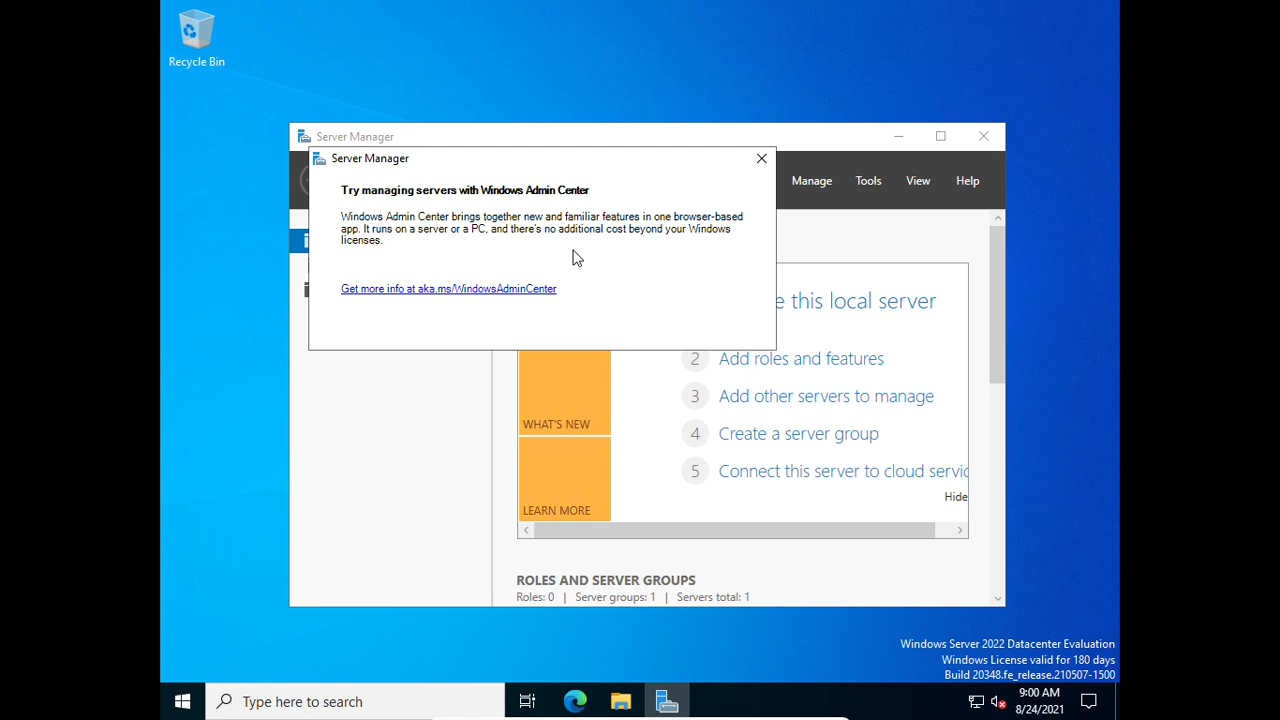 Recycle Bin
Server Manager
Server Manager
Try managing servers with Windows Admin Center
Windows Admin Center brings together new and familiar features in one browser-based
app. It runs on a server or a PC, and there's no additional cost beyond your Windows
licenses.
Get more info at aka.ms/WindowsAdminCenter
Manage Tools View Help
e this local server
2 Add roles and features
3 Add other servers to manage
4 Create a server group
5 Connect this server to cloud servic
Hide
WHAT'S NEW
LEARN MORE
ROLES AND SERVER GROUPS
Roles: 0 | Server groups: 1 | Servers total: 1
Windows Server 2022 Datacenter Evaluation
Windows License valid for 180 days
Build 20348.fe_release.210507-1500
Type here to search
9:00 AM
8/24/2021